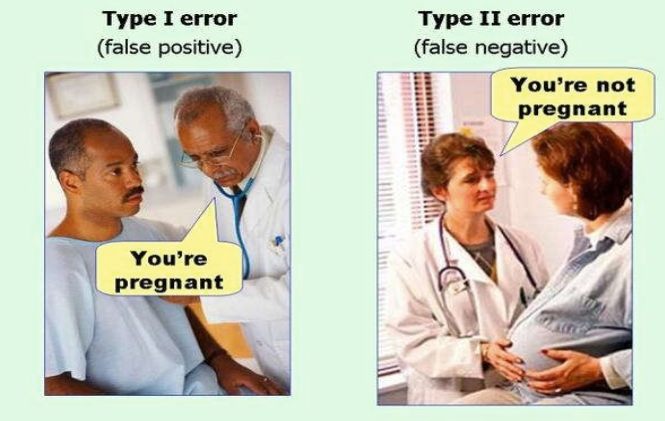 Type I error
(false positive)
You're
pregnant
Type II error
(false negative)
You're not
pregnant